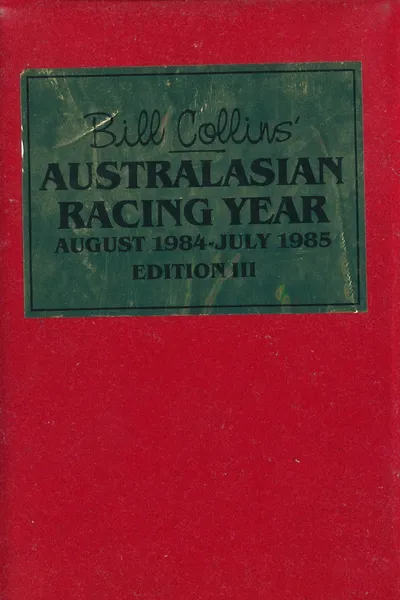 Bill Collins'
AUSTRALASIAN
RACING YEAR
AUGUST 1984-JULY 1985
EDITION III